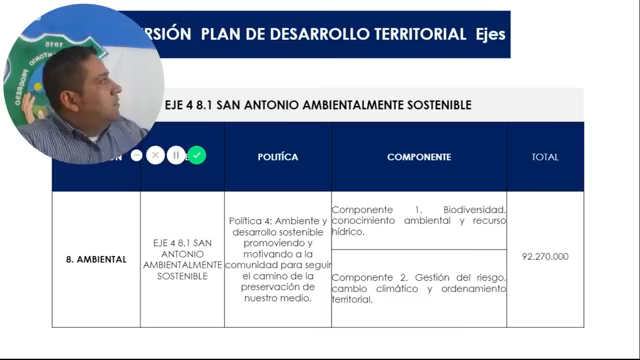 RSIÓN PLAN DE DESARROLLO TERRITORIAL Ejes
EJE 4 8.1 SAN ANTONIO AMBIENTALMENTE SOSTENIBLE
POLITÍCA
COMPONENTE
TOTAL
8. AMBIENTAL
EJE 4 8.1 SAN
ANTONIO
AMBIENTALMENTE
SOSTENIBLE
Política 4: Ambiente y
desarrollo sostenible
promoviendo y
motivando a la
comunidad para seguir
el camino de la
preservación de
nuestro medio.
Componente 1. Biodiversidad,
conocimiento ambiental y recurso
hídrico.
Componente 2. Gestión del riesgo,
cambio climático y ordenamiento
territorial.
92.270.000
PROGRESO